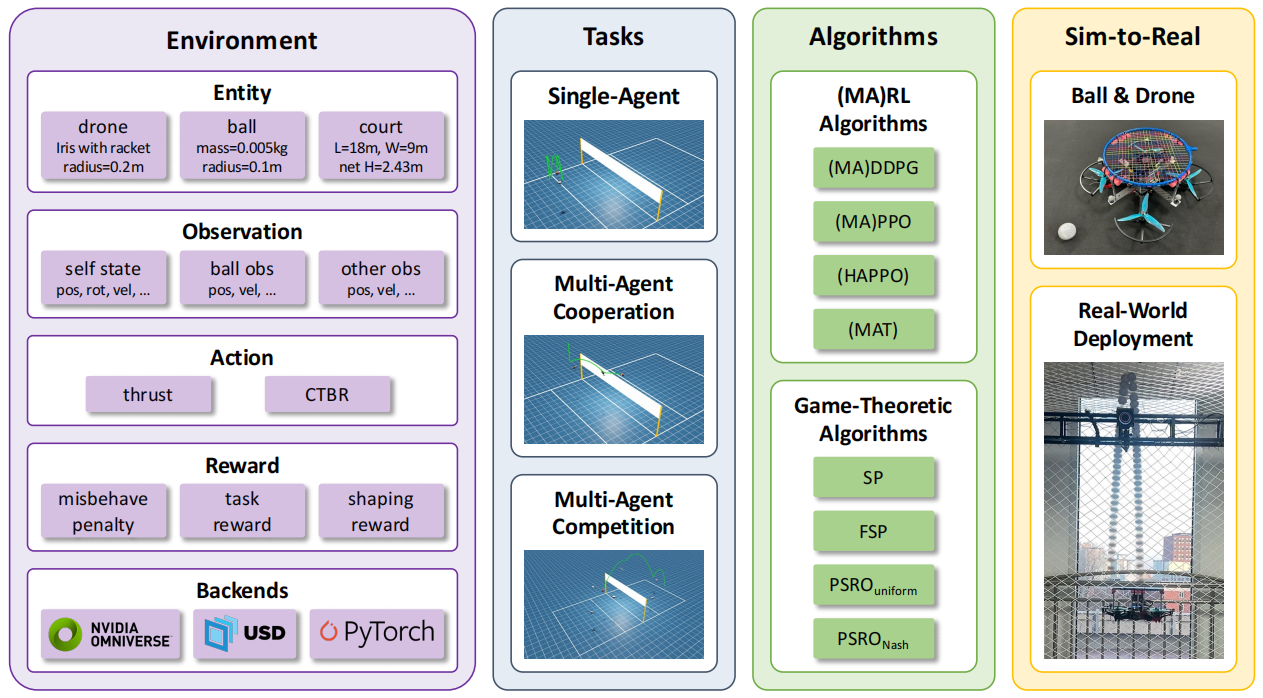 Environment
Entity
drone
Iris with racket
radius=0.2m
ball
mass=0.005kg
radius=0.1m
court
L=18m, W=9m
net H=2.43m
Observation
self state
pos, rot, vel, ...
ball obs
pos, vel, ...
other obs
pos, vel, ...
Action
thrust
CTBR
Reward
misbehave
penalty
task
reward
shaping
reward
Backends
NVIDIA
OMNIVERSE
USD
PyTorch
Tasks
Single-Agent
Multi-Agent
Cooperation
Multi-Agent
Competition
Algorithms
(MA)RL
Algorithms
(MA)DDPG
(MA)PPO
(HAPPO)
(MAT)
Game-Theoretic
Algorithms
SP
FSP
PSROuniform
PSRONash
Sim-to-Real
Ball & Drone
Real-World
Deployment